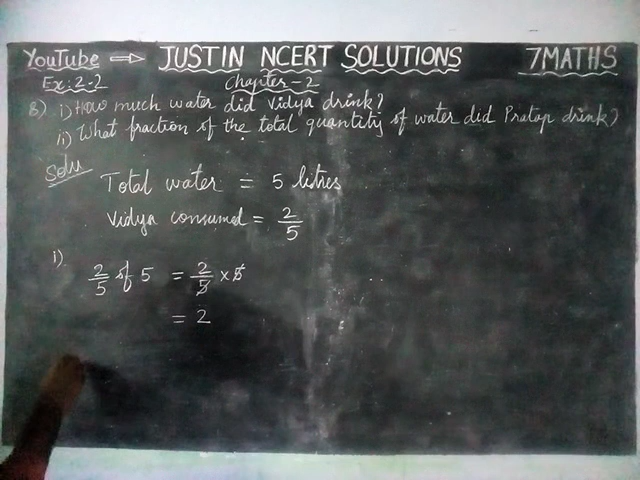 YouTube ⇒ JUSTIN NCERT SOLUTIONS 7MATHS
Ex: 2.2 Chapter-2
8) i) How much water did Vidya drink?
ii) What fraction of the total quantity of water did Pratap drink?
Solu
Total water = 5 litres
Vidya consumed = 2/5
i)
2/5 of 5 = 2/5 × 5
= 2